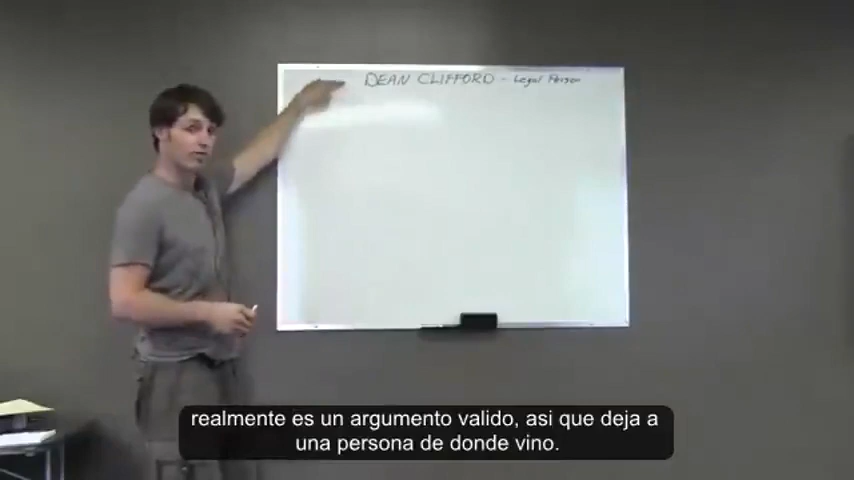 DEAN CLIFFORD - Legal Person
realmente es un argumento valido, asi que deja a
una persona de donde vino.